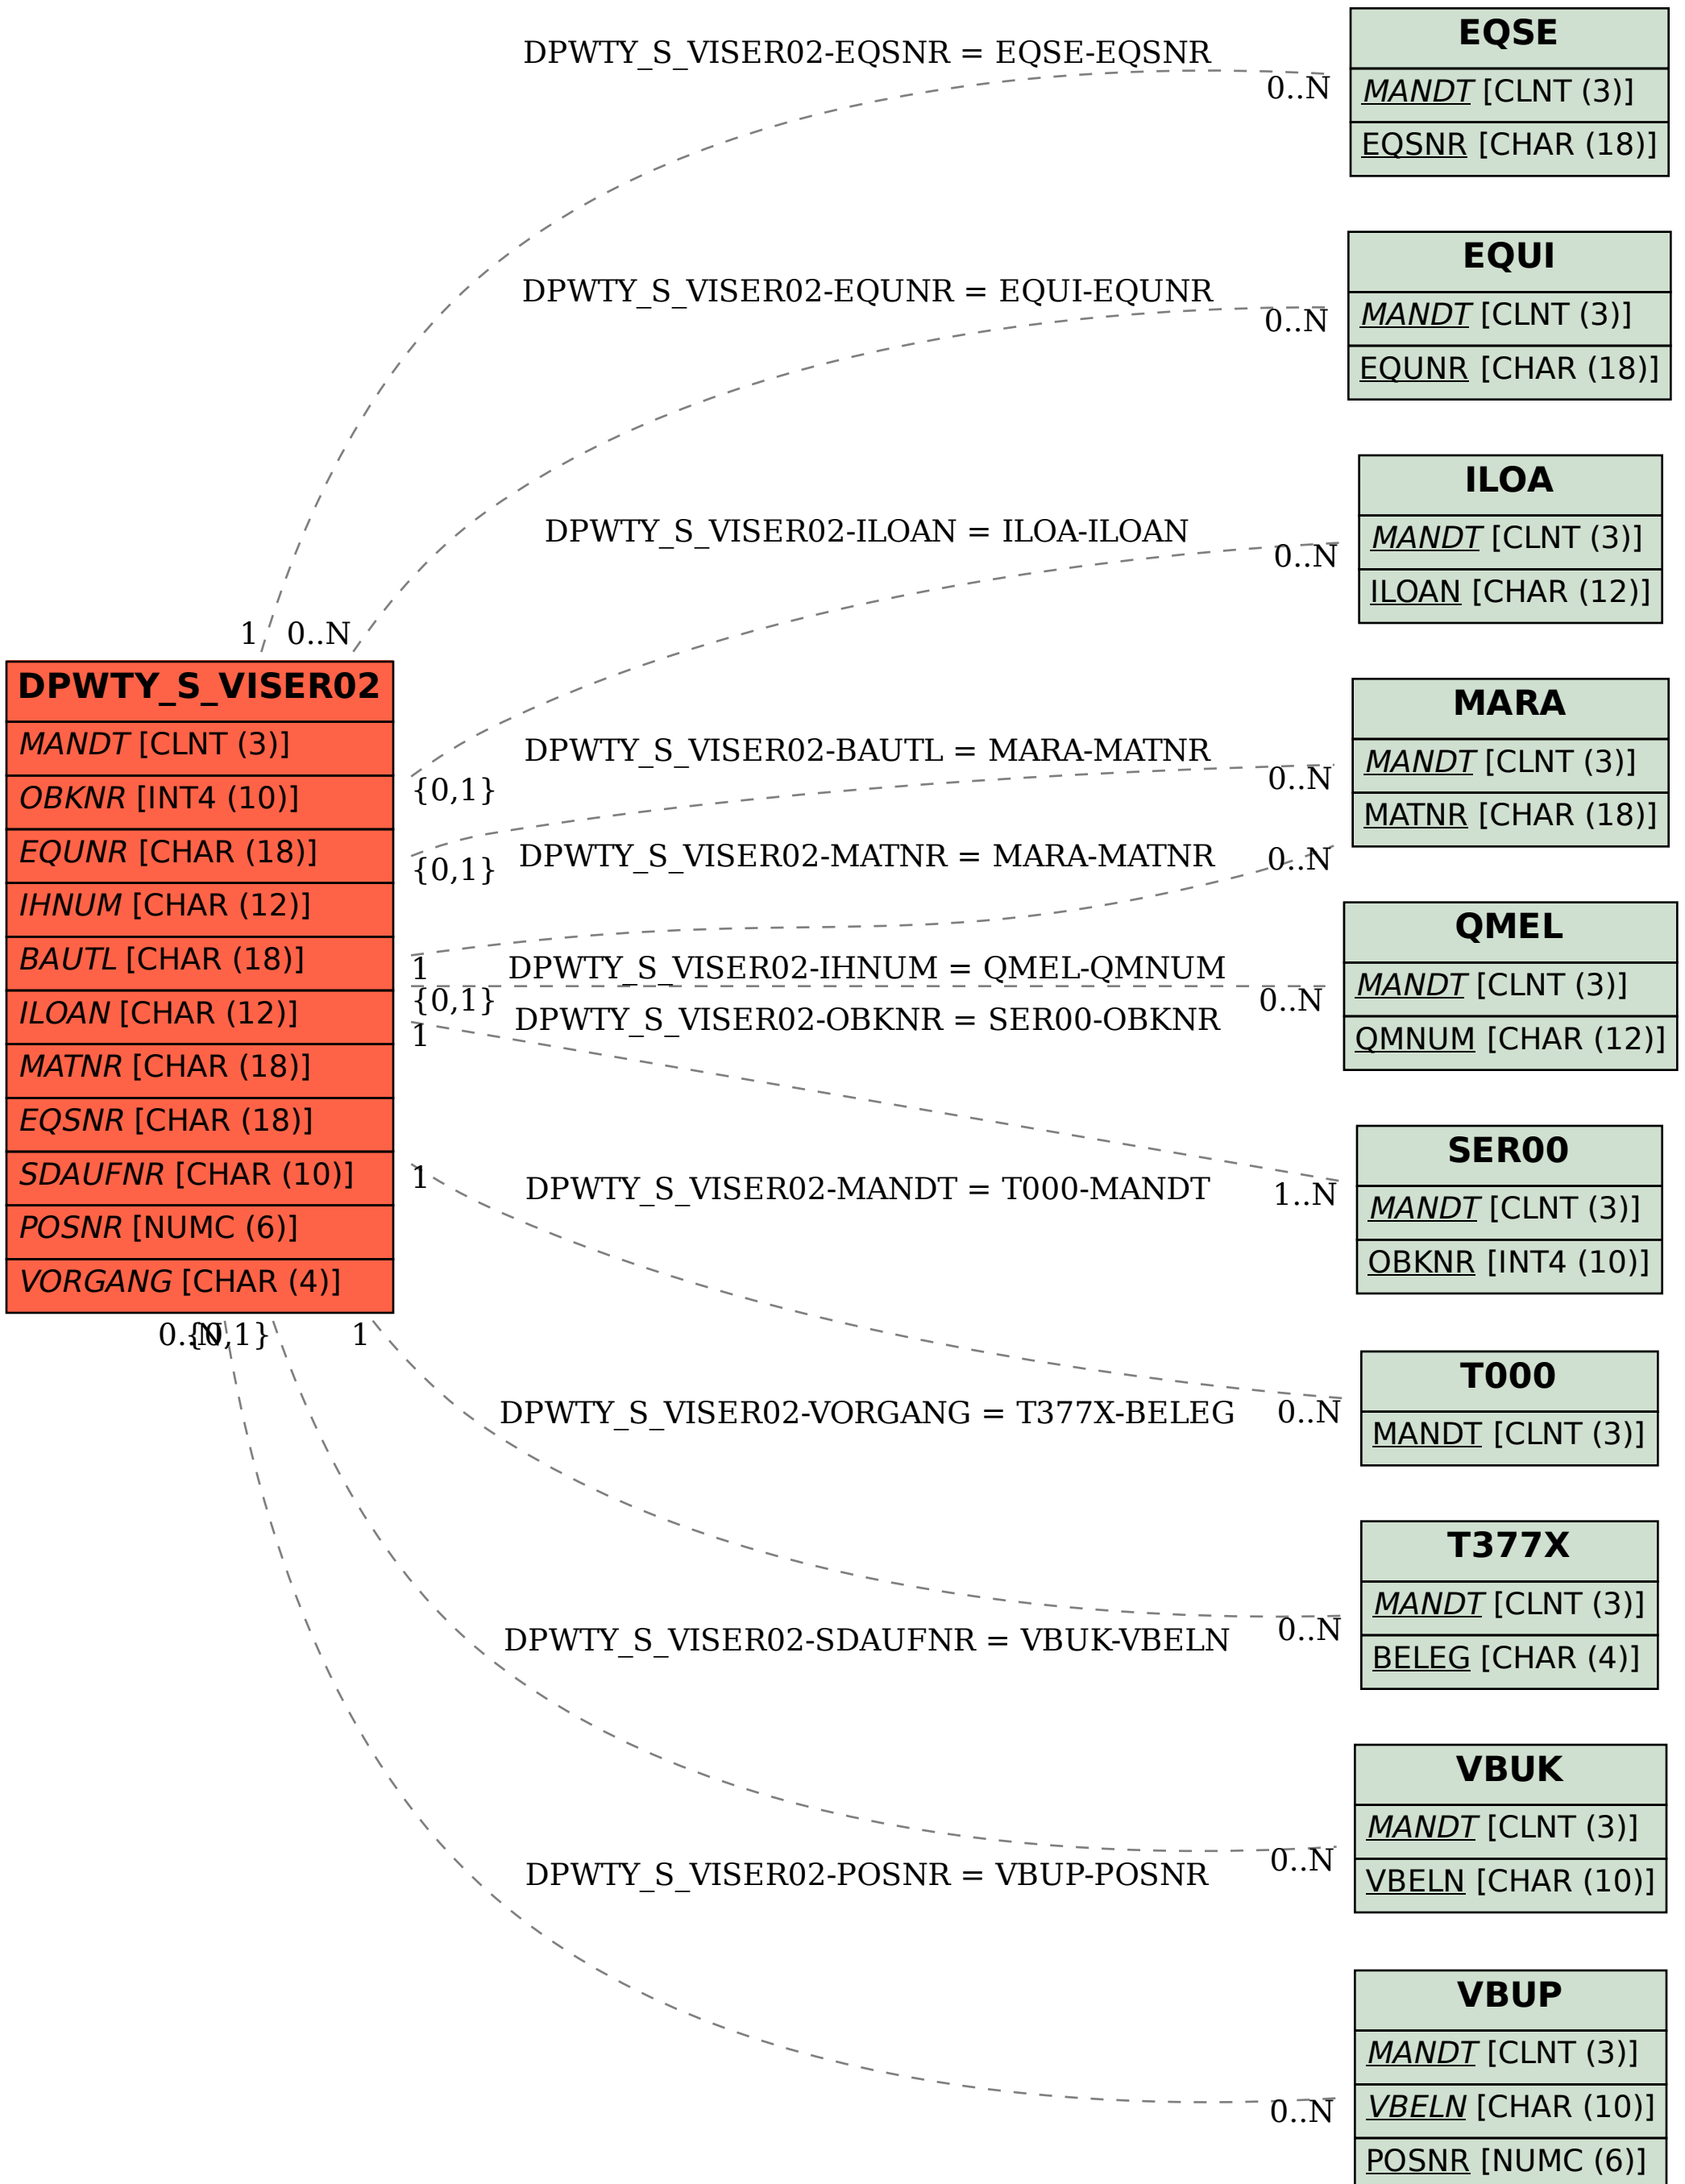 DPWTY_S_VISER02-EQSNR = EQSE-EQSNR
0..N
EQSE
MANDT [CLNT (3)]
EQSNR [CHAR (18)]
DPWTY_S_VISER02-EQUNR = EQUI-EQUNR
0..N
EQUI
MANDT [CLNT (3)]
EQUNR [CHAR (18)]
DPWTY_S_VISER02-ILOAN = ILOA-ILOAN
0..N
ILOA
MANDT [CLNT (3)]
ILOAN [CHAR (12)]
1 0..N
DPWTY_S_VISER02
MANDT [CLNT (3)]
OBKNR [INT4 (10)]
EQUNR [CHAR (18)]
IHNUM [CHAR (12)]
BAUTL [CHAR (18)]
ILOAN [CHAR (12)]
MATNR [CHAR (18)]
EQSNR [CHAR (18)]
SDAUFNR [CHAR (10)]
POSNR [NUMC (6)]
VORGANG [CHAR (4)]
{0,1}
DPWTY_S_VISER02-BAUTL = MARA-MATNR
0..N
{0,1}
DPWTY_S_VISER02-MATNR = MARA-MATNR
0..N
MARA
MANDT [CLNT (3)]
MATNR [CHAR (18)]
1
DPWTY_S_VISER02-IHNUM = QMEL-QMNUM
{0,1}
0..N
QMEL
MANDT [CLNT (3)]
QMNUM [CHAR (12)]
1
DPWTY_S_VISER02-OBKNR = SER00-OBKNR
1..N
SER00
MANDT [CLNT (3)]
OBKNR [INT4 (10)]
1
DPWTY_S_VISER02-MANDT = T000-MANDT
0..N
T000
MANDT [CLNT (3)]
0..N
{0,1}
1
DPWTY_S_VISER02-VORGANG = T377X-BELEG
0..N
T377X
MANDT [CLNT (3)]
BELEG [CHAR (4)]
DPWTY_S_VISER02-SDAUFNR = VBUK-VBELN
0..N
VBUK
MANDT [CLNT (3)]
VBELN [CHAR (10)]
DPWTY_S_VISER02-POSNR = VBUP-POSNR
0..N
VBUP
MANDT [CLNT (3)]
VBELN [CHAR (10)]
POSNR [NUMC (6)]